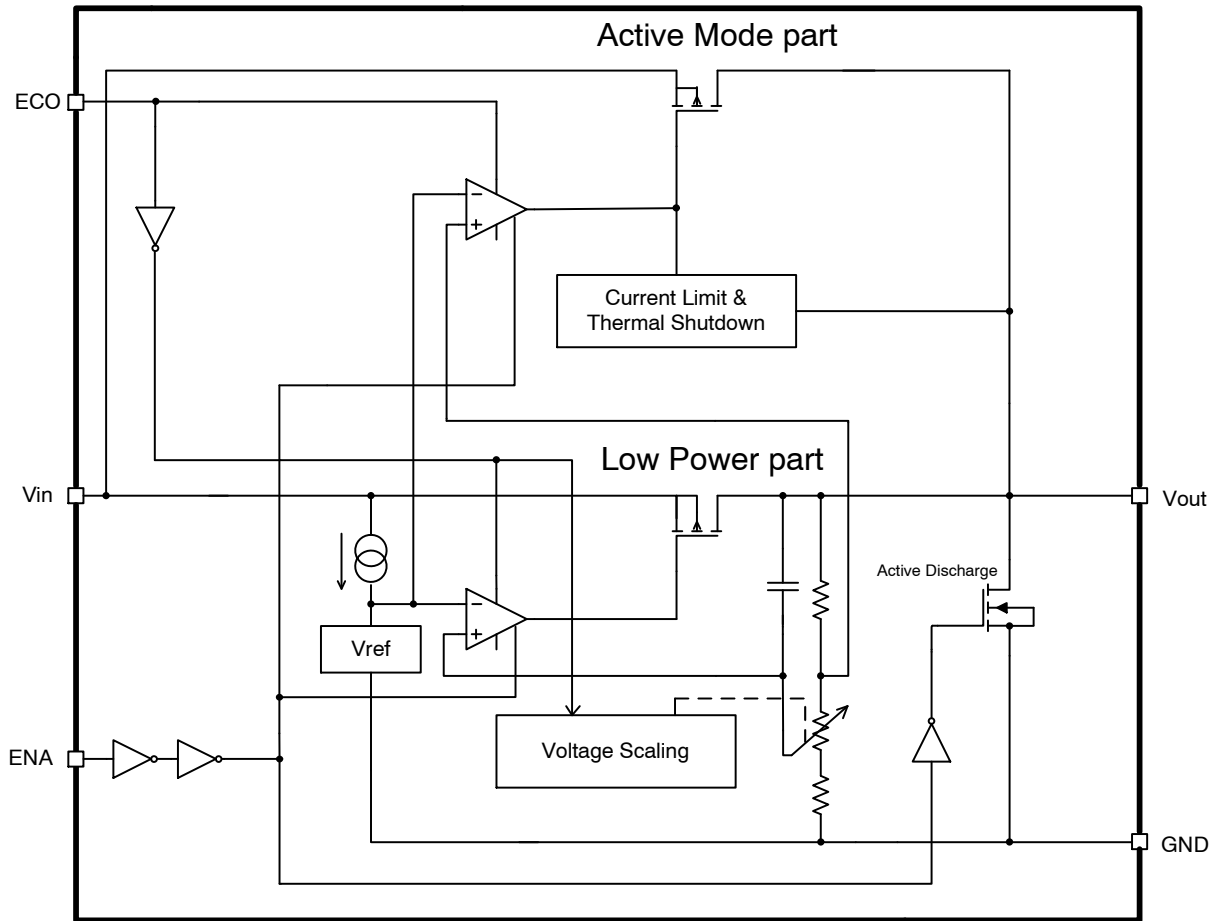 Active Mode part
ECO
−
+
Current Limit &
Thermal Shutdown
Low Power part
Vin
Vout
Active Discharge
−
+
Vref
Voltage Scaling
ENA
GND